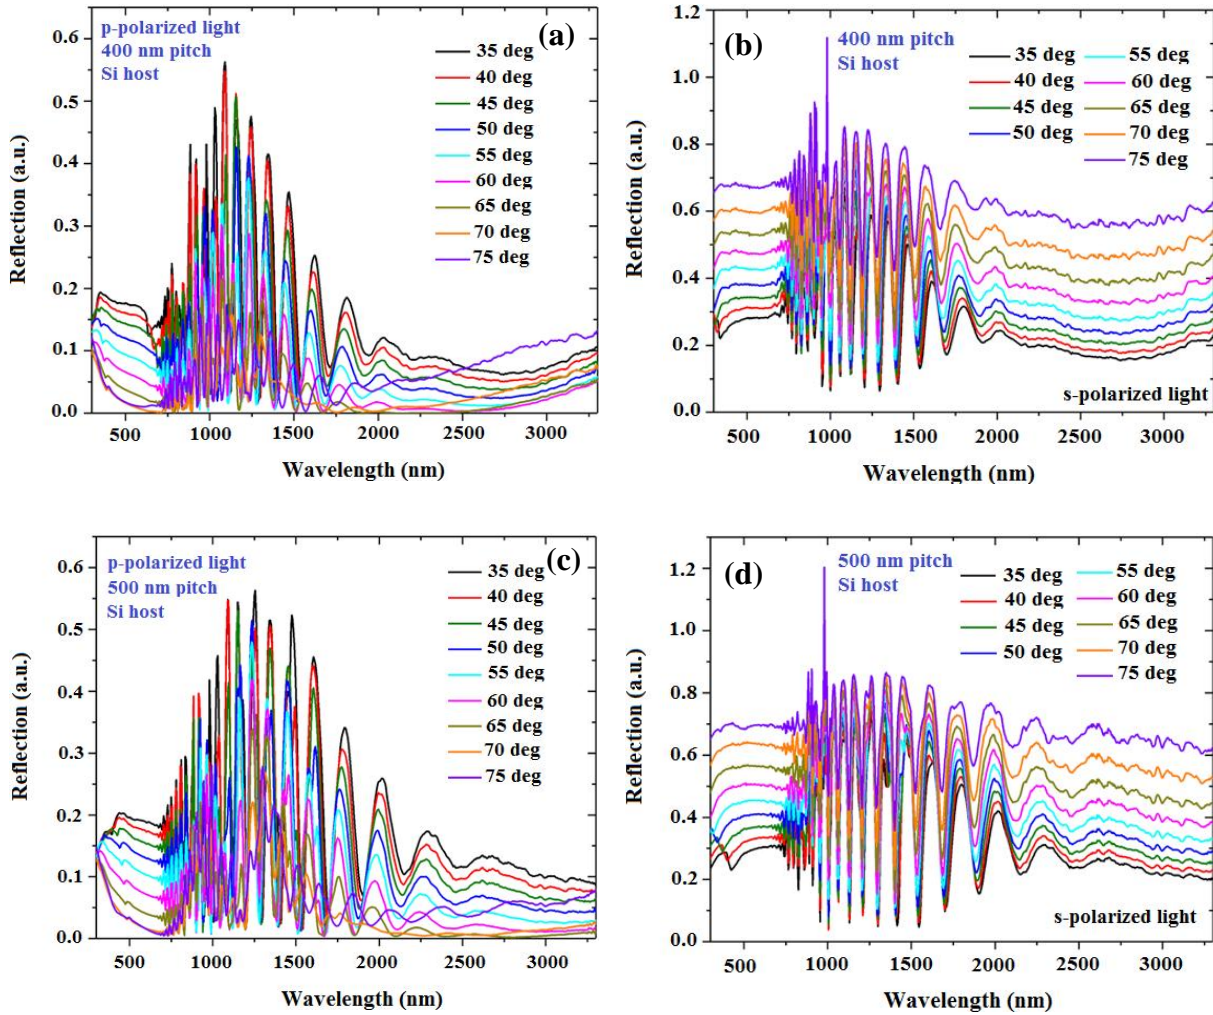 p-polarized light
400 nm pitch
Si host
(a)
35 deg
40 deg
45 deg
50 deg
55 deg
60 deg
65 deg
70 deg
75 deg
0.6
0.5
0.4
0.3
0.2
0.1
0.0
Reflection (a.u.)
500 1000 1500 2000 2500 3000
Wavelength (nm)
(b)
400 nm pitch
Si host
35 deg 55 deg
40 deg 60 deg
45 deg 65 deg
50 deg 70 deg
75 deg
1.2
1.0
0.8
0.6
0.4
0.2
0.0
Reflection (a.u.)
s-polarized light
500 1000 1500 2000 2500 3000
Wavelength (nm)
p-polarized light
500 nm pitch
Si host
(c)
35 deg
40 deg
45 deg
50 deg
55 deg
60 deg
65 deg
70 deg
75 deg
0.6
0.5
0.4
0.3
0.2
0.1
0.0
Reflection (a.u.)
500 1000 1500 2000 2500 3000
Wavelength (nm)
(d)
500 nm pitch
Si host
35 deg 55 deg
40 deg 60 deg
45 deg 65 deg
50 deg 70 deg
75 deg
1.2
1.0
0.8
0.6
0.4
0.2
0.0
Reflection (a.u.)
s-polarized light
500 1000 1500 2000 2500 3000
Wavelength (nm)